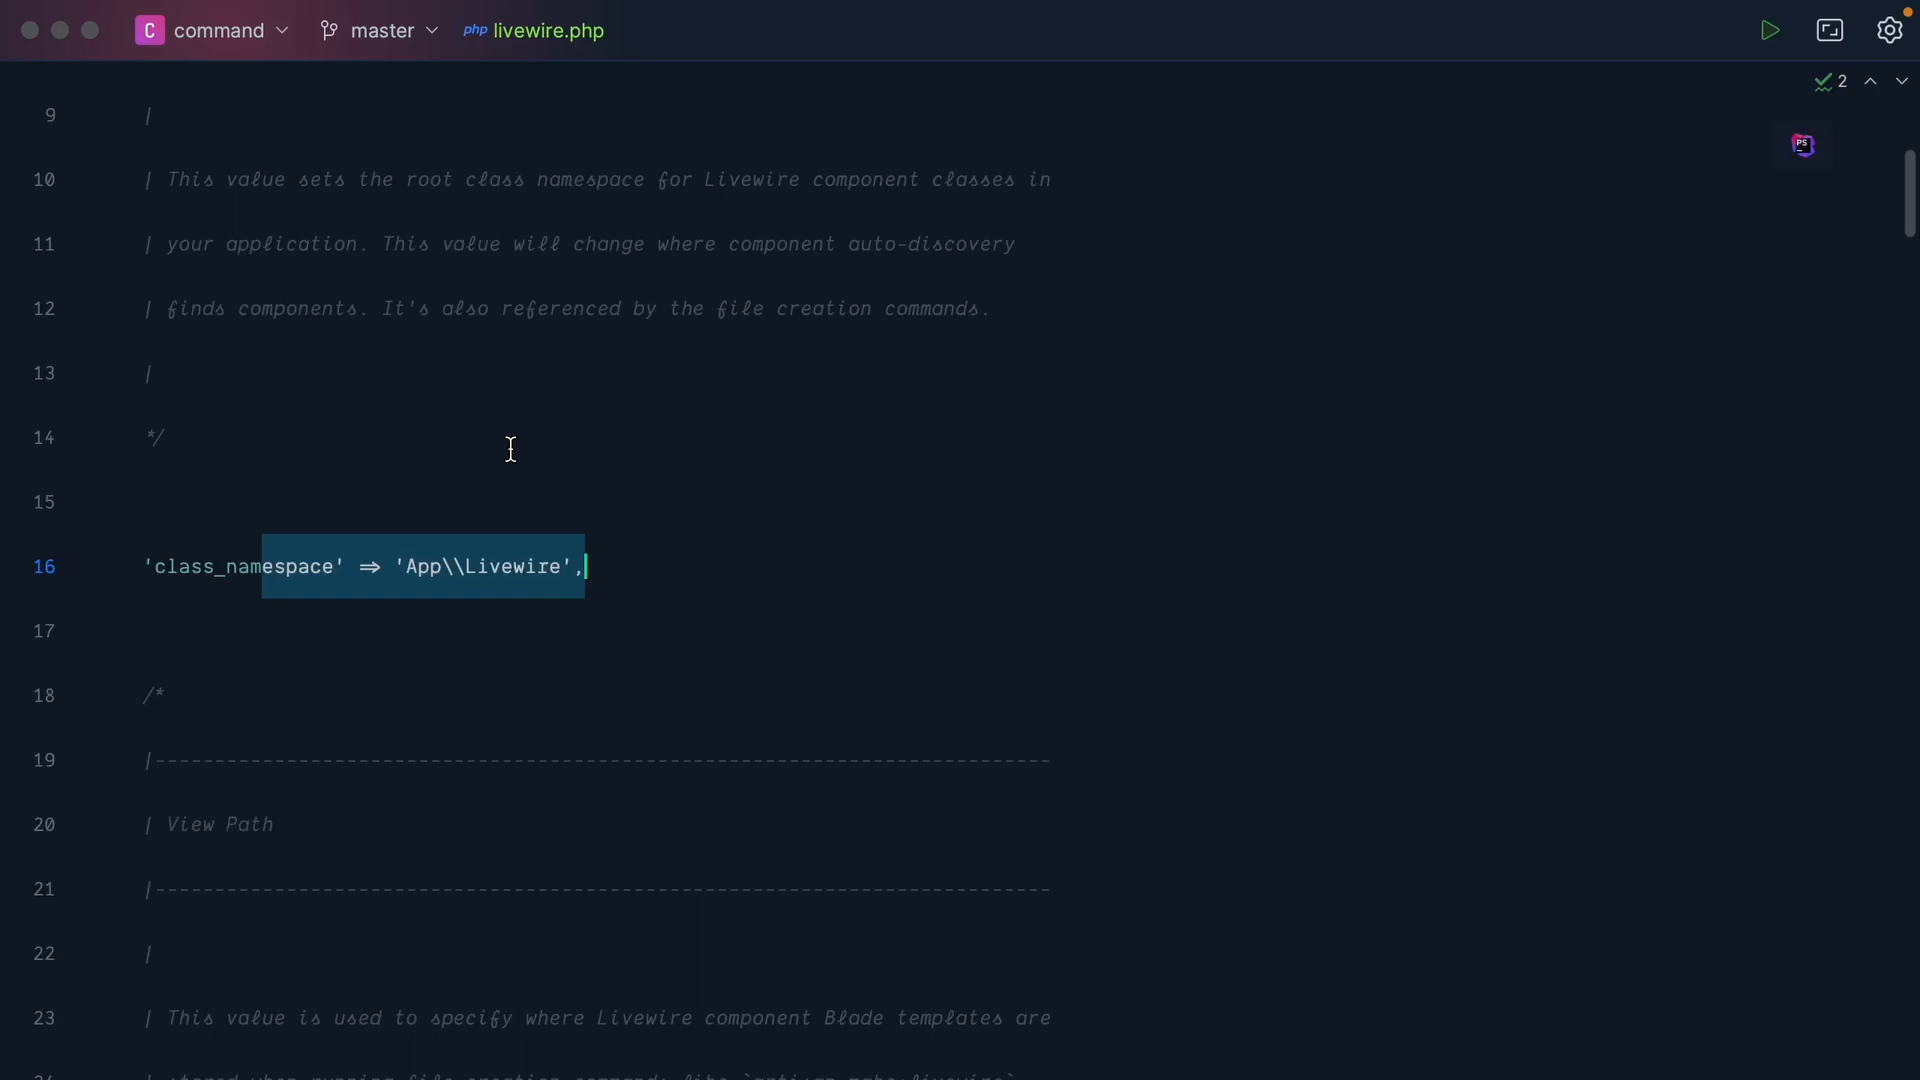 C command master php livewire.php
2
PS
9 |
10 | This value sets the root class namespace for Livewire component classes in
11 | your application. This value will change where component auto-discovery
12 | finds components. It's also referenced by the file creation commands.
13 |
14 */
15
16 'class_namespace' => 'App\\Livewire',
17
18 /*
19 |---------------------------------------------------------------------------
20 | View Path
21 |---------------------------------------------------------------------------
22 |
23 | This value is used to specify where Livewire component Blade templates are